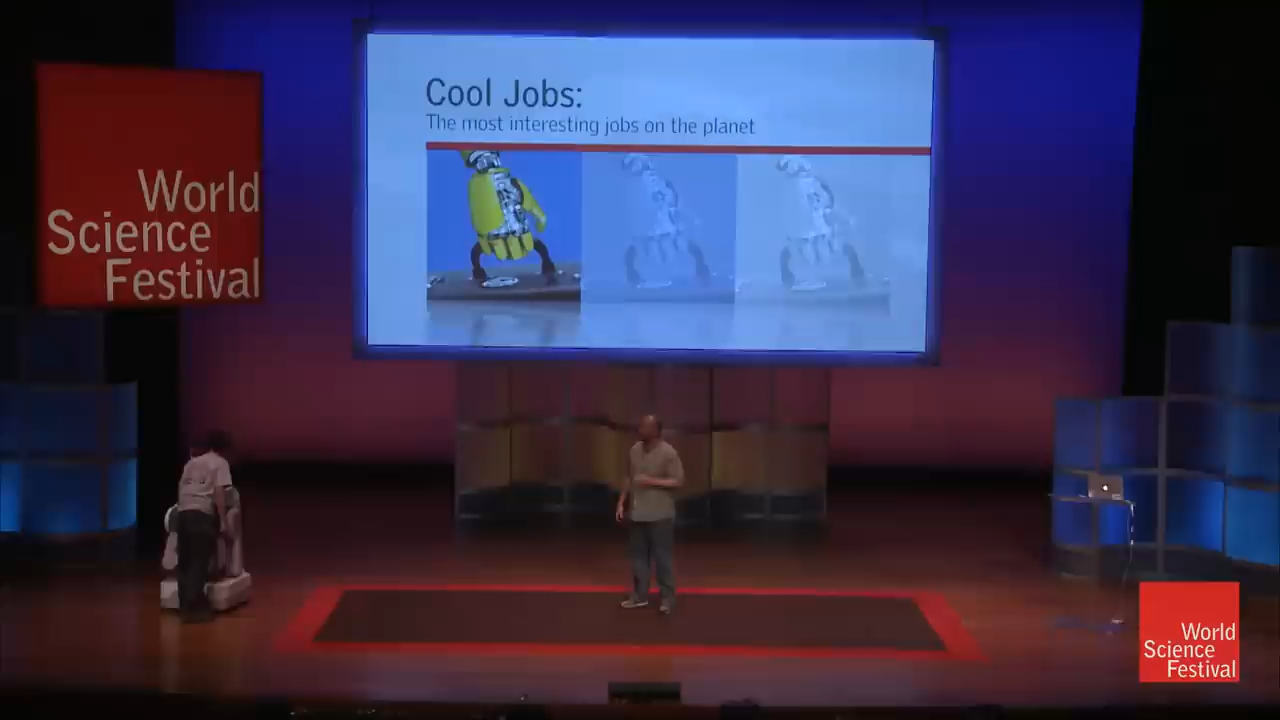 Cool Jobs:
The most interesting jobs on the planet
World
Science
Festival
World
Science
Festival